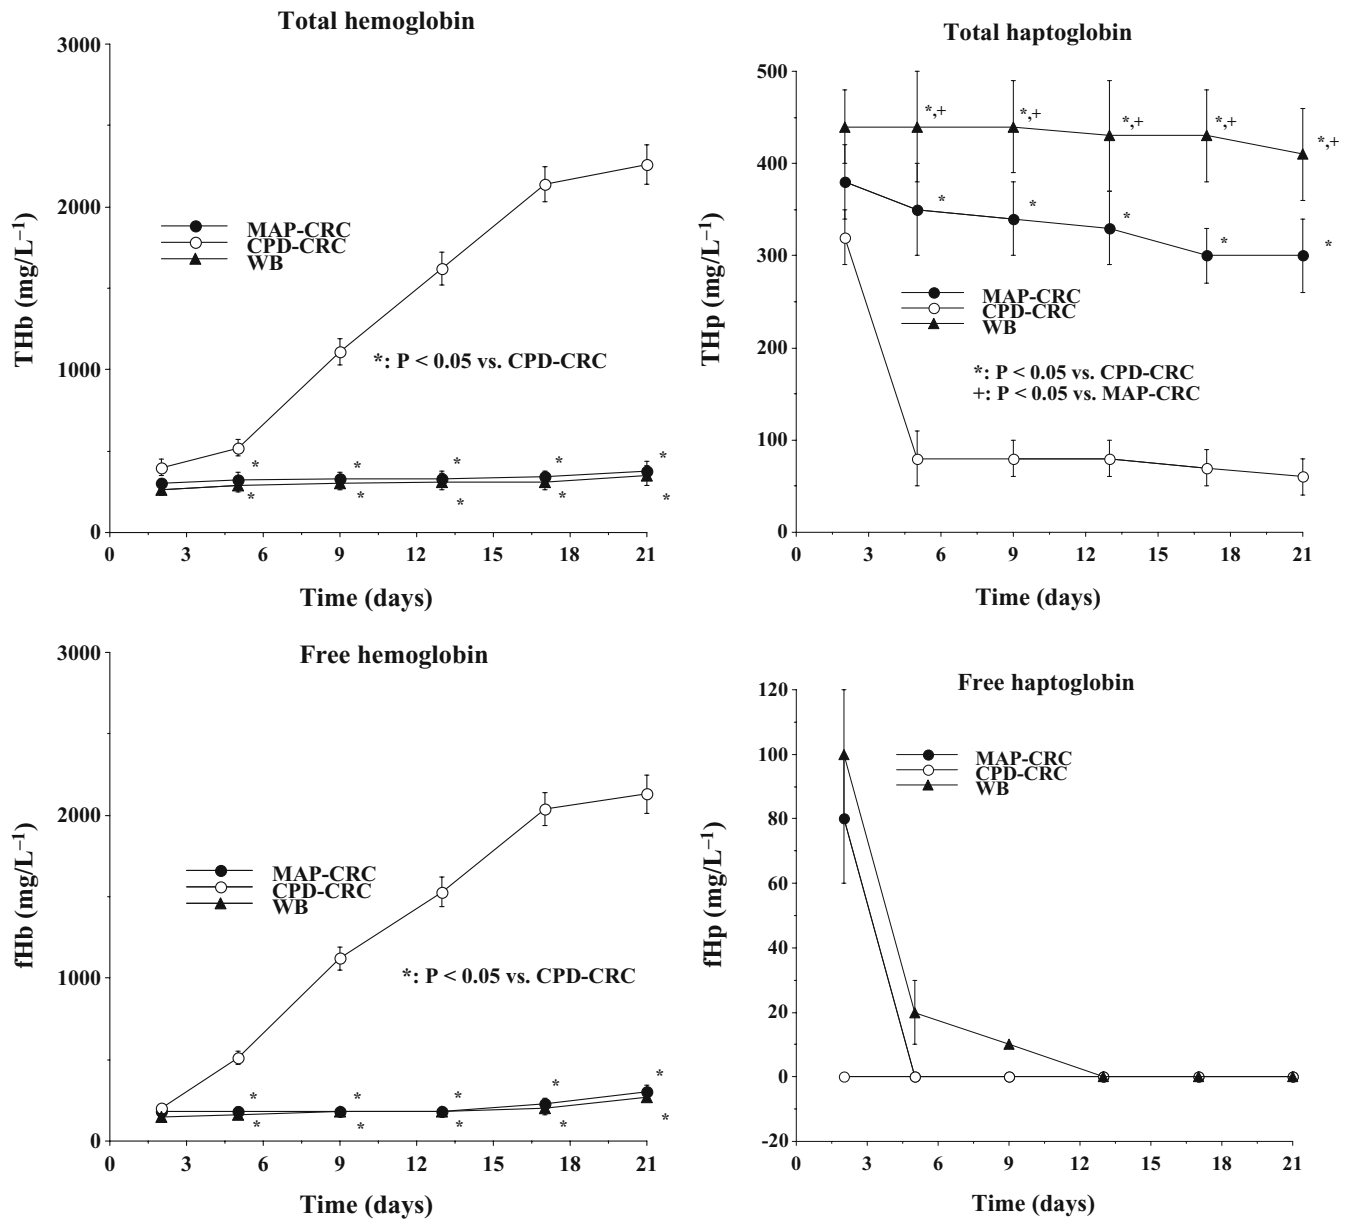 Total hemoglobin
3000
2000
1000
0
THb (mg/L⁻¹)
MAP-CRC
CPD-CRC
WB
*: P < 0.05 vs. CPD-CRC
* * * * *
* * * * *
0 3 6 9 12 15 18 21
Time (days)
Total haptoglobin
500
400
300
200
100
0
THp (mg/L⁻¹)
*,+ *,+ *,+ *,+ *,+
* * * * *
MAP-CRC
CPD-CRC
WB
*: P < 0.05 vs. CPD-CRC
+: P < 0.05 vs. MAP-CRC
0 3 6 9 12 15 18 21
Time (days)
Free hemoglobin
3000
2000
1000
0
fHb (mg/L⁻¹)
MAP-CRC
CPD-CRC
WB
*: P < 0.05 vs. CPD-CRC
* * * * *
* * * * *
0 3 6 9 12 15 18 21
Time (days)
Free haptoglobin
120
100
80
60
40
20
0
-20
fHp (mg/L⁻¹)
MAP-CRC
CPD-CRC
WB
0 3 6 9 12 15 18 21
Time (days)